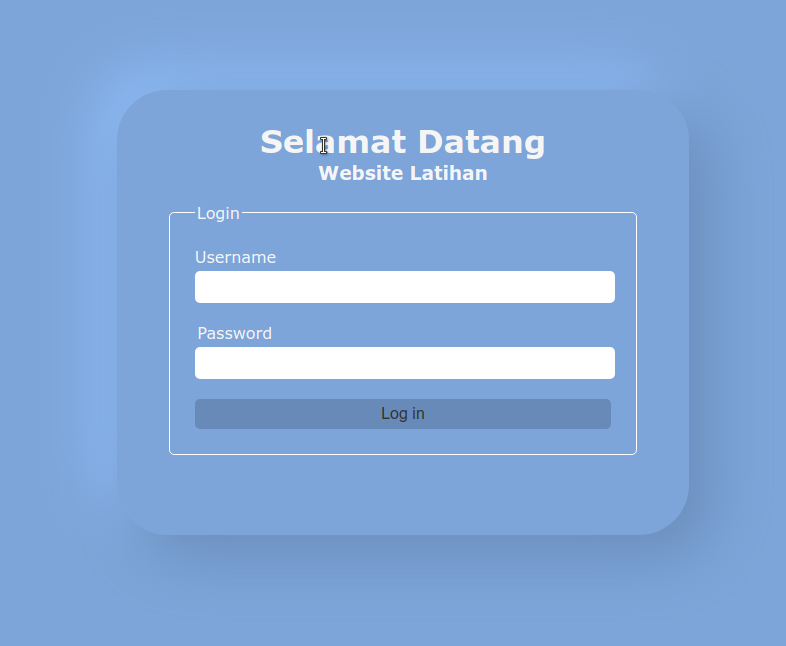 Selamat Datang
Website Latihan
Login
Username
Password
Log in